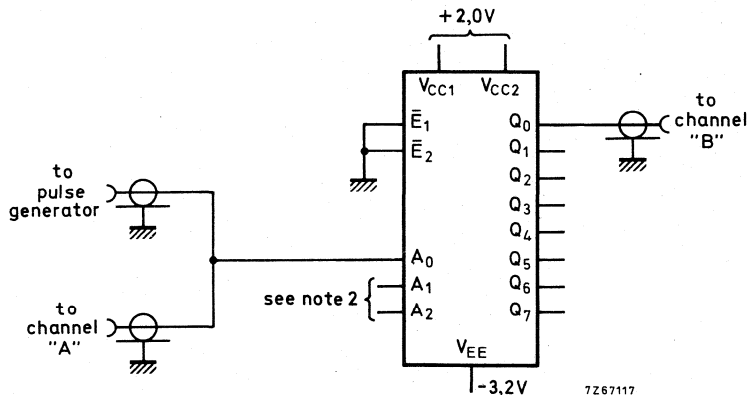 +2,0V
VCC1 VCC2
Ē1
Ē2
Q0
Q1
Q2
Q3
Q4
Q5
Q6
Q7
to
channel
"B"
to
pulse
generator
A0
A1
A2
see note 2
to
channel
"A"
VEE
-3,2V
7Z67117